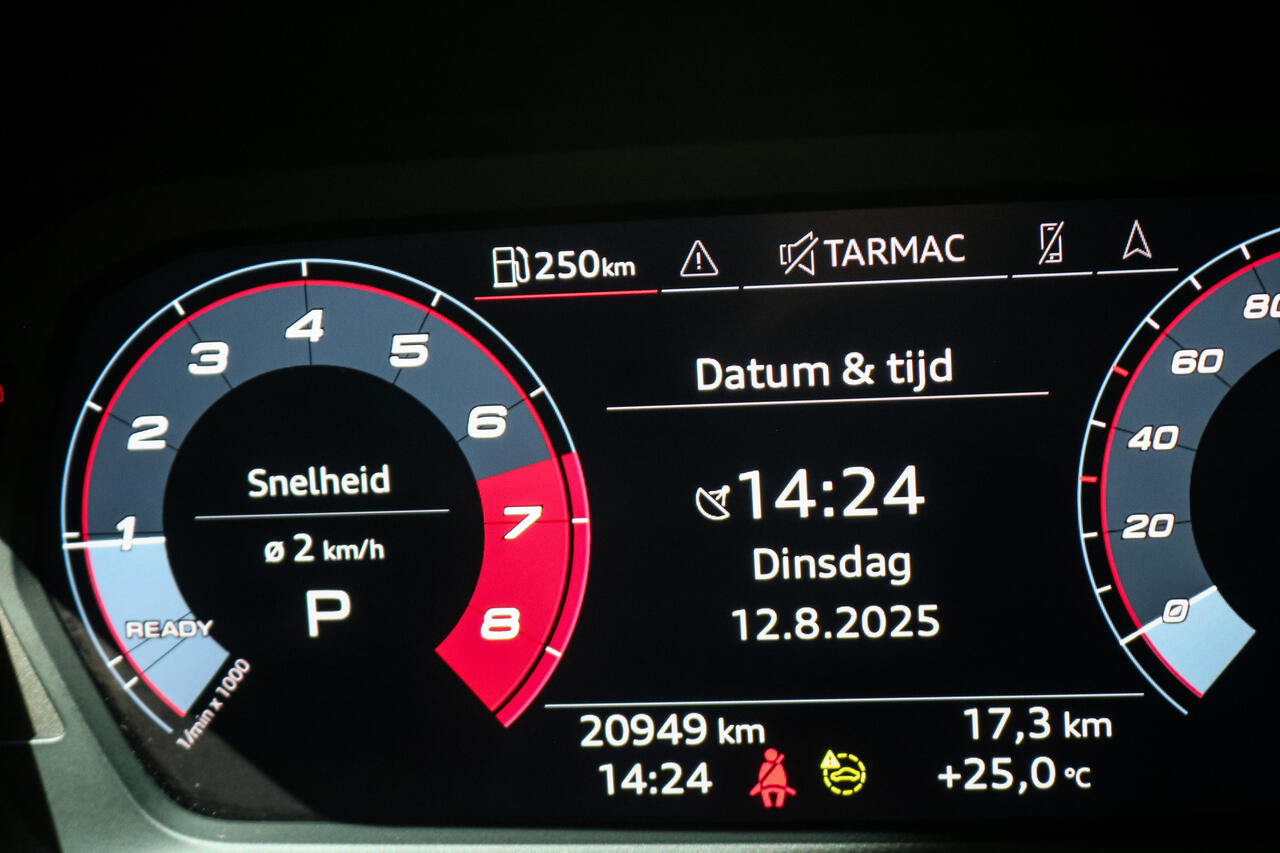 250 km
TARMAC
1
2
3
4
5
6
7
8
READY
1/min x 1000
Snelheid
ø 2 km/h
P
Datum & tijd
14:24
Dinsdag
12.8.2025
20949 km
17,3 km
14:24
+25,0 °C
0
20
40
60
80